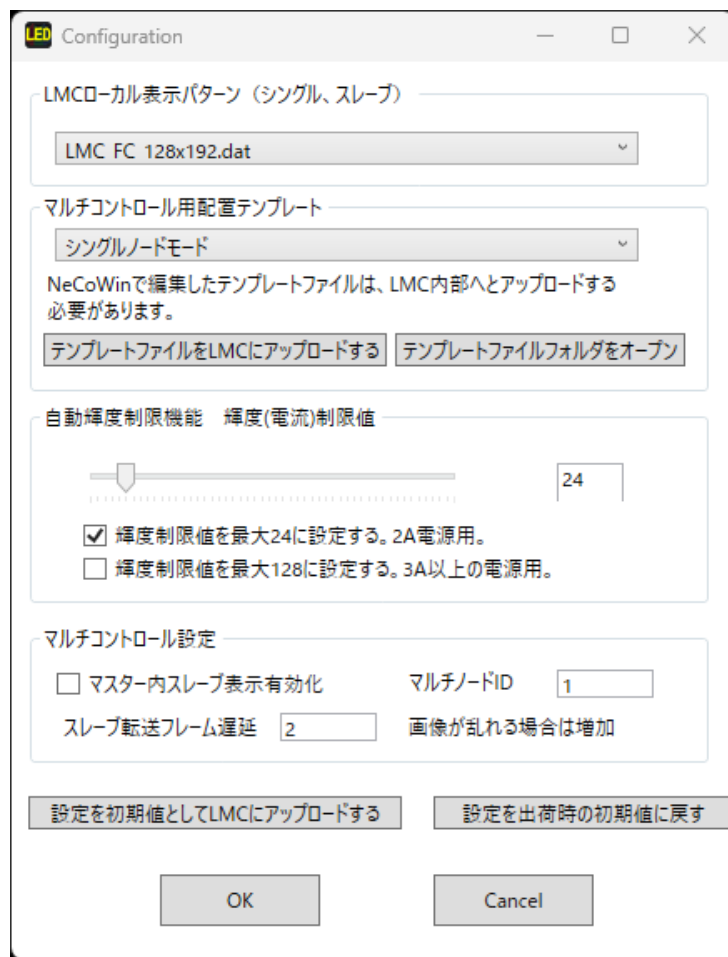 LED Configuration
LMCローカル表示パターン（シングル、スレーブ）
LMC FC 128x192.dat
マルチコントロール用配置テンプレート
シングルノードモード
NeCoWinで編集したテンプレートファイルは、LMC内部へとアップロードする
必要があります。
テンプレートファイルをLMCにアップロードする テンプレートファイルフォルダをオープン
自動輝度制限機能　輝度(電流)制限値
24
輝度制限値を最大24に設定する。2A電源用。
輝度制限値を最大128に設定する。3A以上の電源用。
マルチコントロール設定
マスター内スレーブ表示有効化 マルチノードID 1
スレーブ転送フレーム遅延 2 画像が乱れる場合は増加
設定を初期値としてLMCにアップロードする 設定を出荷時の初期値に戻す
OK Cancel